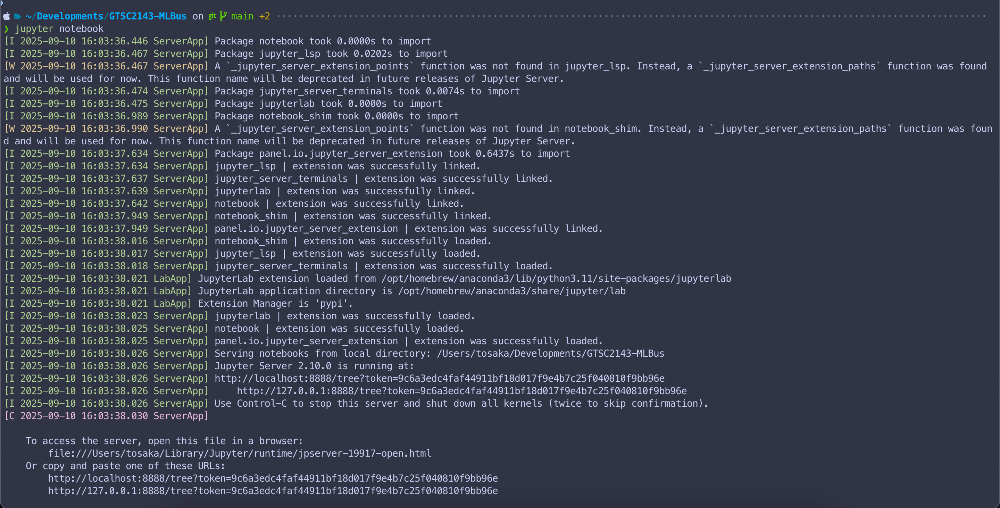 ~/Developments/GTSC2143-MLBus on git main +2
❯ jupyter notebook
[I 2025-09-10 16:03:36.446 ServerApp] Package notebook took 0.0000s to import
[I 2025-09-10 16:03:36.467 ServerApp] Package jupyter_lsp took 0.0202s to import
[W 2025-09-10 16:03:36.467 ServerApp] A `_jupyter_server_extension_points` function was not found in jupyter_lsp. Instead, a `_jupyter_server_extension_paths` function was found
and will be used for now. This function name will be deprecated in future releases of Jupyter Server.
[I 2025-09-10 16:03:36.474 ServerApp] Package jupyter_server_terminals took 0.0074s to import
[I 2025-09-10 16:03:36.475 ServerApp] Package jupyterlab took 0.0000s to import
[I 2025-09-10 16:03:36.989 ServerApp] Package notebook_shim took 0.0000s to import
[W 2025-09-10 16:03:36.990 ServerApp] A `_jupyter_server_extension_points` function was not found in notebook_shim. Instead, a `_jupyter_server_extension_paths` function was foun
d and will be used for now. This function name will be deprecated in future releases of Jupyter Server.
[I 2025-09-10 16:03:37.634 ServerApp] Package panel.io.jupyter_server_extension took 0.6437s to import
[I 2025-09-10 16:03:37.634 ServerApp] jupyter_lsp | extension was successfully linked.
[I 2025-09-10 16:03:37.637 ServerApp] jupyter_server_terminals | extension was successfully linked.
[I 2025-09-10 16:03:37.639 ServerApp] jupyterlab | extension was successfully linked.
[I 2025-09-10 16:03:37.642 ServerApp] notebook | extension was successfully linked.
[I 2025-09-10 16:03:37.949 ServerApp] notebook_shim | extension was successfully linked.
[I 2025-09-10 16:03:37.949 ServerApp] panel.io.jupyter_server_extension | extension was successfully linked.
[I 2025-09-10 16:03:38.016 ServerApp] notebook_shim | extension was successfully loaded.
[I 2025-09-10 16:03:38.017 ServerApp] jupyter_lsp | extension was successfully loaded.
[I 2025-09-10 16:03:38.018 ServerApp] jupyter_server_terminals | extension was successfully loaded.
[I 2025-09-10 16:03:38.021 LabApp] JupyterLab extension loaded from /opt/homebrew/anaconda3/lib/python3.11/site-packages/jupyterlab
[I 2025-09-10 16:03:38.021 LabApp] JupyterLab application directory is /opt/homebrew/anaconda3/share/jupyter/lab
[I 2025-09-10 16:03:38.021 LabApp] Extension Manager is 'pypi'.
[I 2025-09-10 16:03:38.023 ServerApp] jupyterlab | extension was successfully loaded.
[I 2025-09-10 16:03:38.025 ServerApp] notebook | extension was successfully loaded.
[I 2025-09-10 16:03:38.025 ServerApp] panel.io.jupyter_server_extension | extension was successfully loaded.
[I 2025-09-10 16:03:38.026 ServerApp] Serving notebooks from local directory: /Users/tosaka/Developments/GTSC2143-MLBus
[I 2025-09-10 16:03:38.026 ServerApp] Jupyter Server 2.10.0 is running at:
[I 2025-09-10 16:03:38.026 ServerApp] http://localhost:8888/tree?token=9c6a3edc4faf44911bf18d017f9e4b7c25f040810f9bb96e
[I 2025-09-10 16:03:38.026 ServerApp]     http://127.0.0.1:8888/tree?token=9c6a3edc4faf44911bf18d017f9e4b7c25f040810f9bb96e
[I 2025-09-10 16:03:38.026 ServerApp] Use Control-C to stop this server and shut down all kernels (twice to skip confirmation).
[C 2025-09-10 16:03:38.030 ServerApp]
    To access the server, open this file in a browser:
        file:///Users/tosaka/Library/Jupyter/runtime/jpserver-19917-open.html
    Or copy and paste one of these URLs:
        http://localhost:8888/tree?token=9c6a3edc4faf44911bf18d017f9e4b7c25f040810f9bb96e
        http://127.0.0.1:8888/tree?token=9c6a3edc4faf44911bf18d017f9e4b7c25f040810f9bb96e